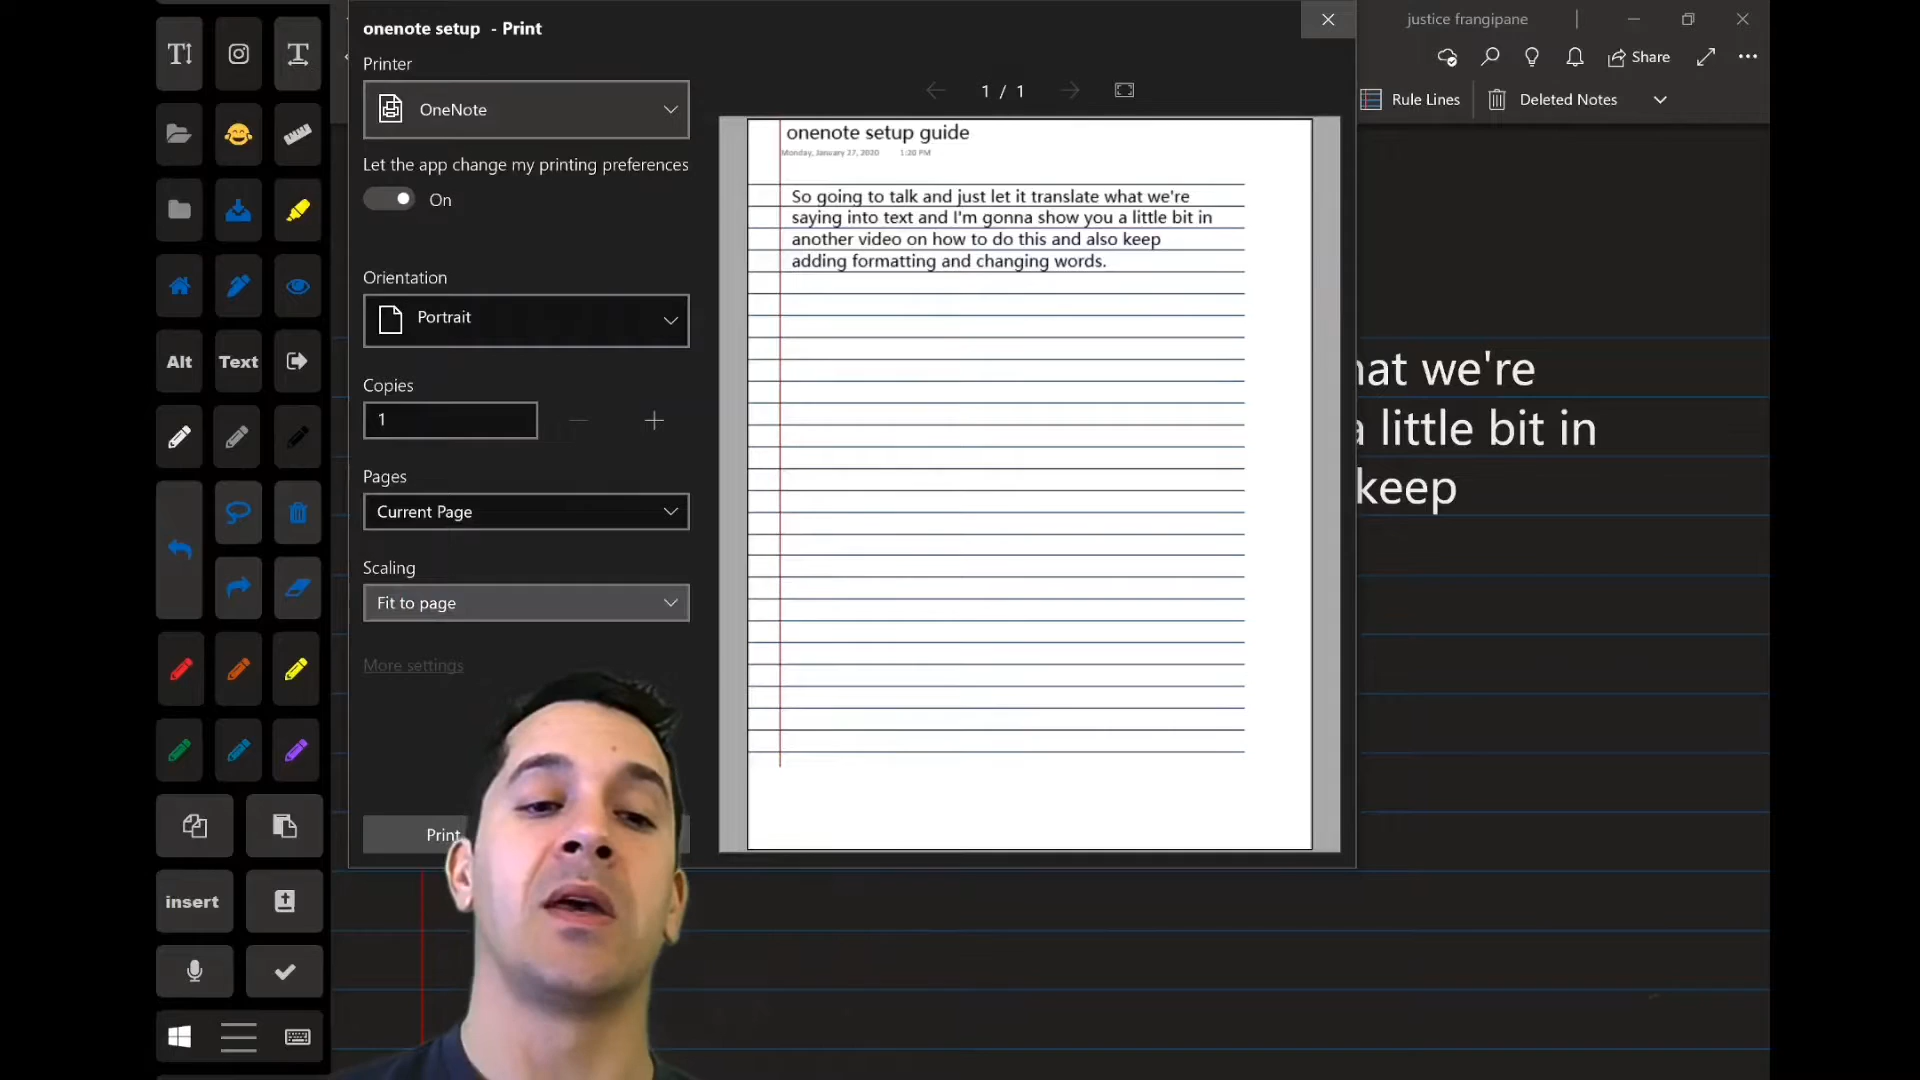 onenote setup - Print
justice frangipane
Printer
OneNote
Let the app change my printing preferences
On
Orientation
Portrait
Copies
1
Pages
Current Page
Scaling
Fit to page
More settings
Print
1 / 1
onenote setup guide
Monday, January 27, 2020 1:20 PM
So going to talk and just let it translate what we're
saying into text and I'm gonna show you a little bit in
another video on how to do this and also keep
adding formatting and changing words.
Share
Rule Lines
Deleted Notes
hat we're
a little bit in
keep
Alt
Text
insert